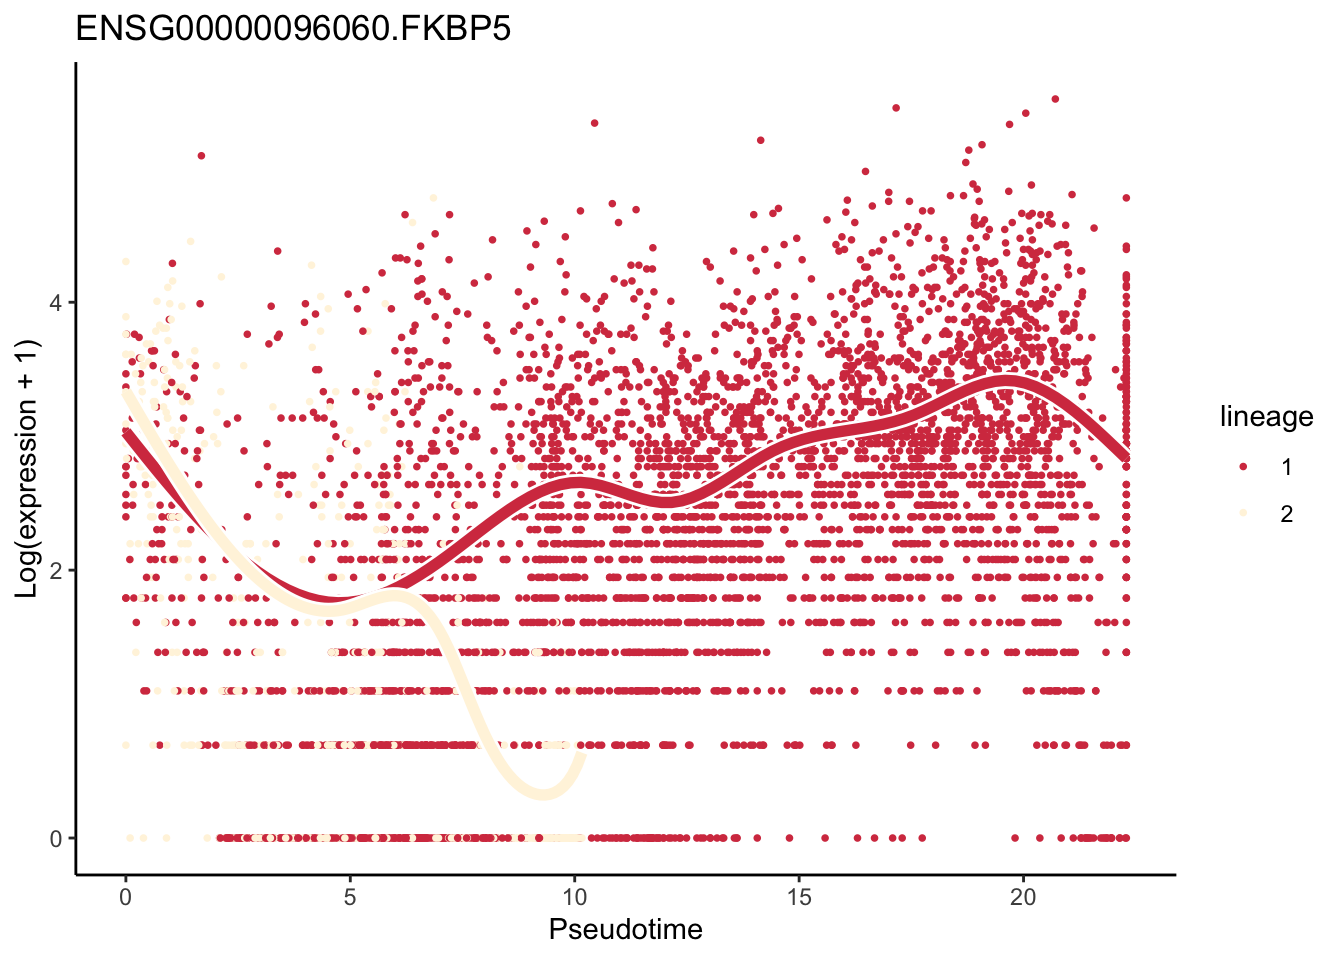 ENSG00000096060.FKBP5
Log(expression + 1)
4
2
0
0 5 10 15 20
Pseudotime
lineage
1
2